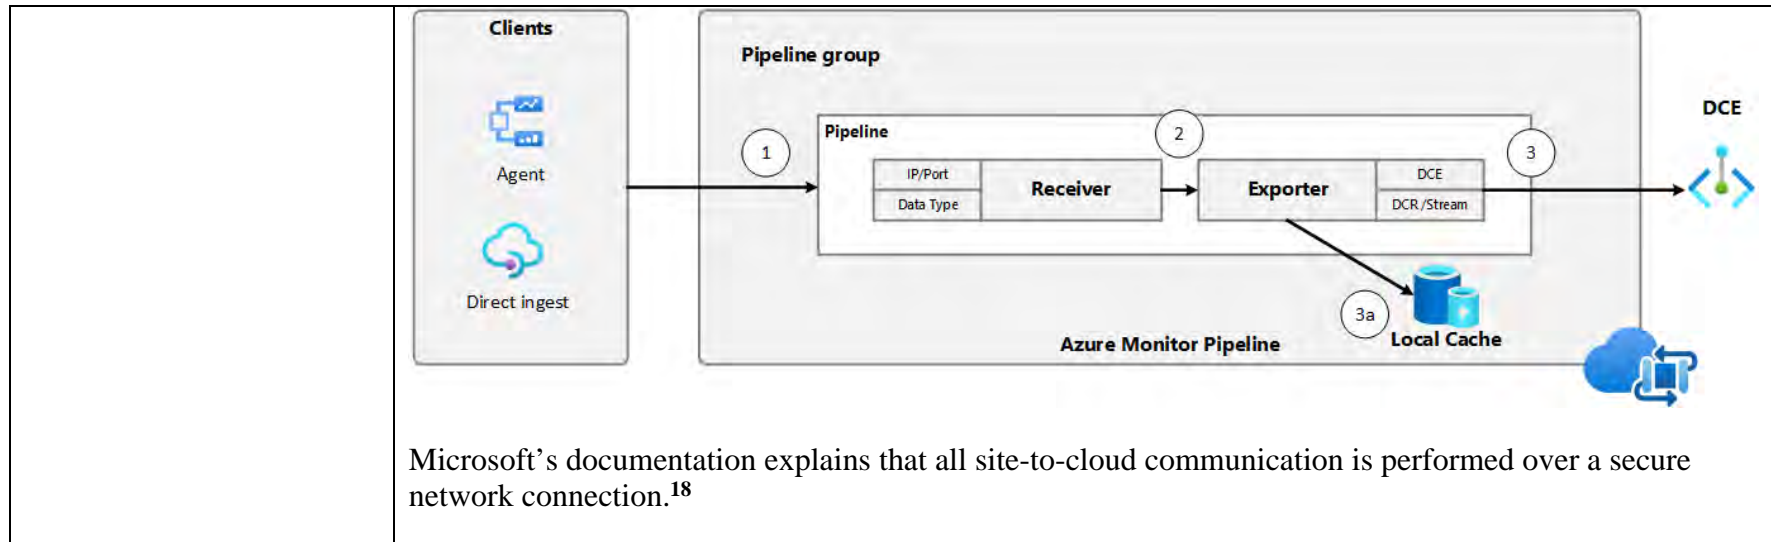 Clients
Agent
Direct ingest
Pipeline group
1
Pipeline
IP/Port
Data Type
Receiver
2
Exporter
DCE
DCR/Stream
3
DCE
3a
Local Cache
Azure Monitor Pipeline
Microsoft’s documentation explains that all site-to-cloud communication is performed over a secure
network connection.18